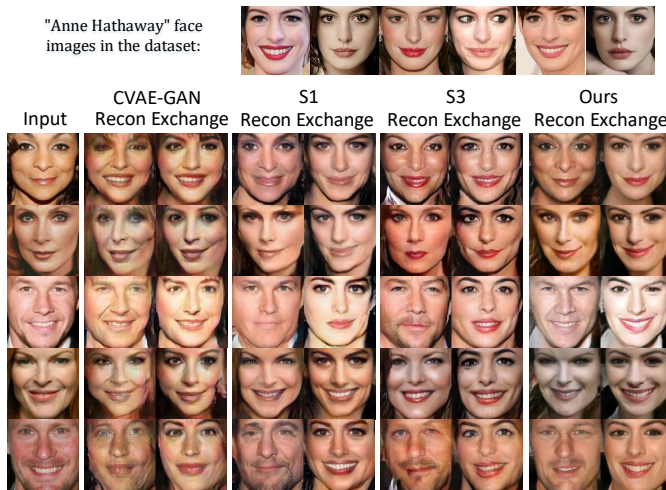 "Anne Hathaway" face
images in the dataset:
CVAE-GAN S1 S3 Ours
Input Recon Exchange Recon Exchange Recon Exchange Recon Exchange